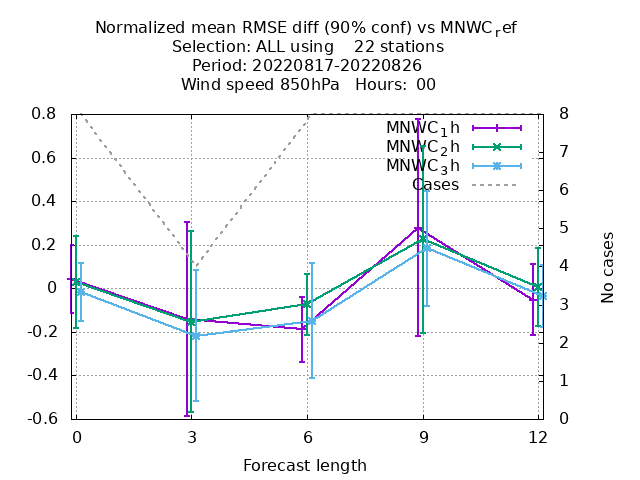 Normalized mean RMSE diff (90% conf) vs MNWC_ref
Selection: ALL using    22 stations
Period: 20220817-20220826
Wind speed 850hPa   Hours:  00
MNWC_1h
MNWC_2h
MNWC_3h
Cases
0.8
0.6
0.4
0.2
0
-0.2
-0.4
-0.6
8
7
6
5
4
3
2
1
0
No cases
0 3 6 9 12
Forecast length